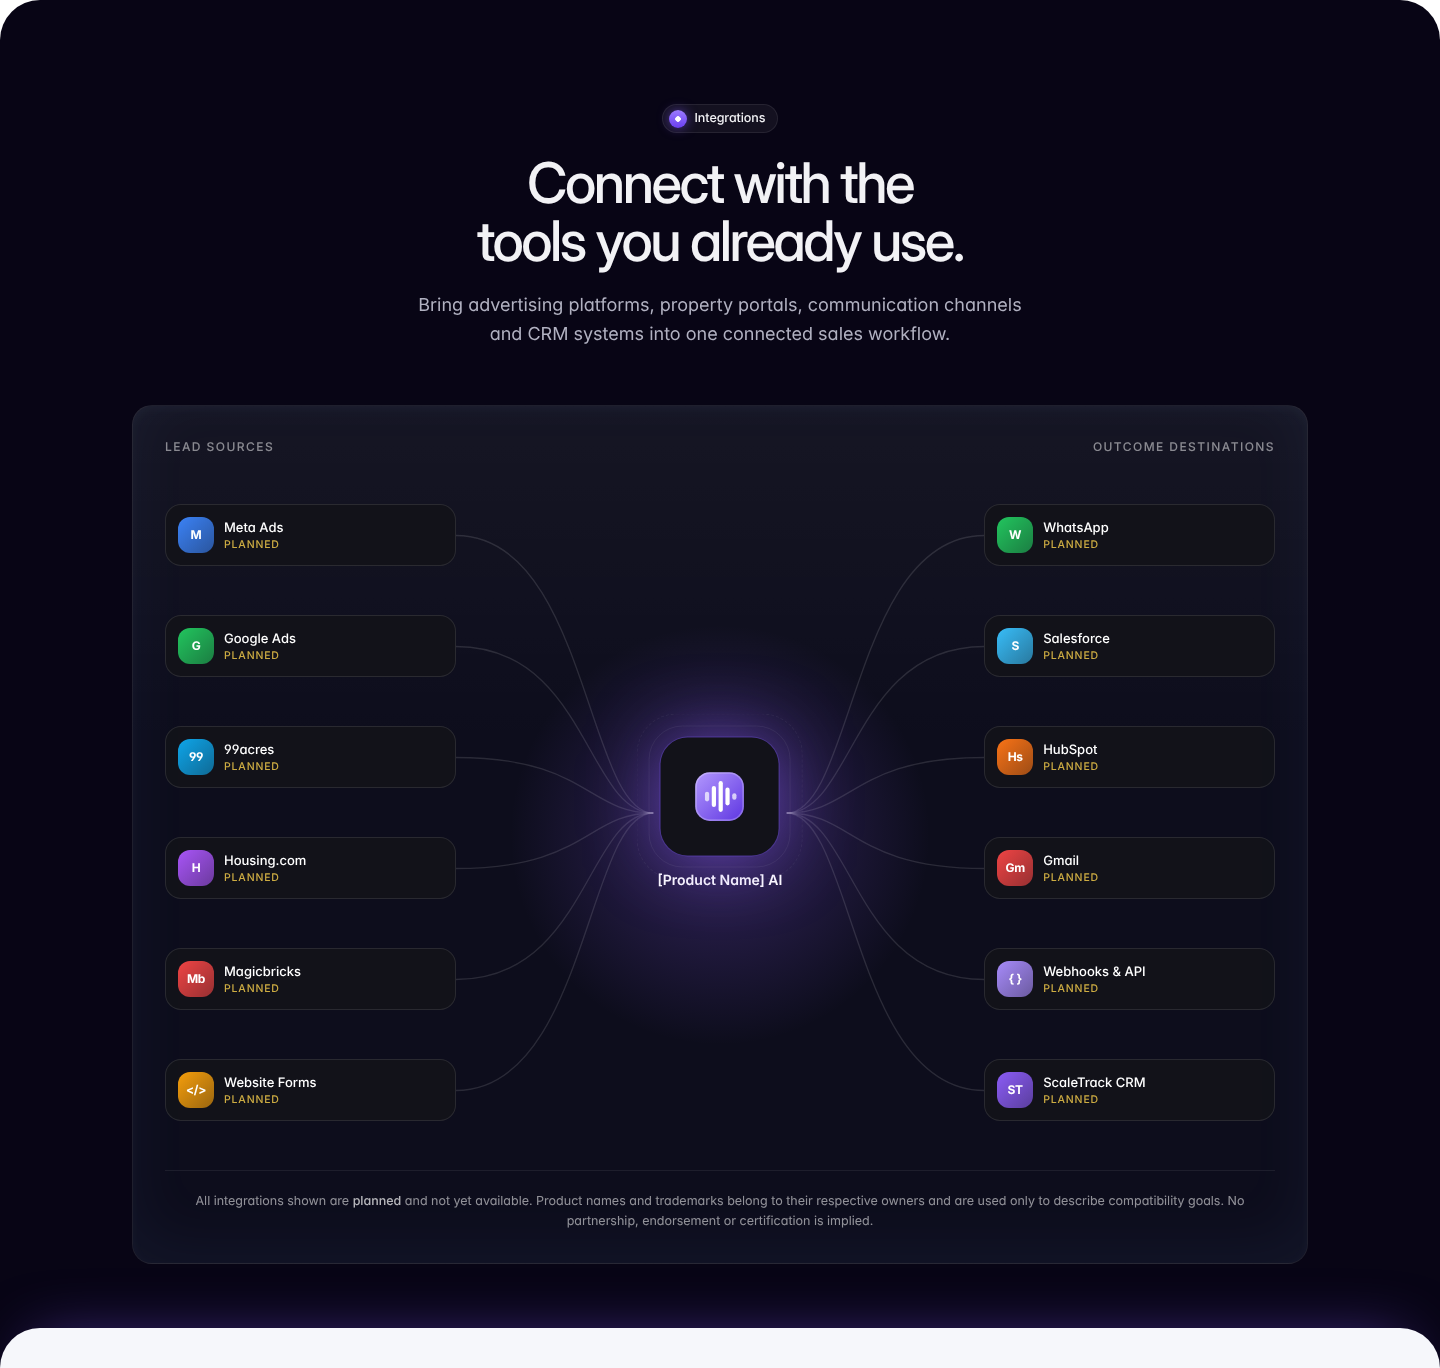 Integrations
Connect with the
tools you already use.
Bring advertising platforms, property portals, communication channels
and CRM systems into one connected sales workflow.
LEAD SOURCES
OUTCOME DESTINATIONS
M
Meta Ads
PLANNED
G
Google Ads
PLANNED
99
99acres
PLANNED
H
Housing.com
PLANNED
Mb
Magicbricks
PLANNED
</>
Website Forms
PLANNED
[Product Name] AI
W
WhatsApp
PLANNED
S
Salesforce
PLANNED
Hs
HubSpot
PLANNED
Gm
Gmail
PLANNED
{ }
Webhooks & API
PLANNED
ST
ScaleTrack CRM
PLANNED
All integrations shown are planned and not yet available. Product names and trademarks belong to their respective owners and are used only to describe compatibility goals. No
partnership, endorsement or certification is implied.